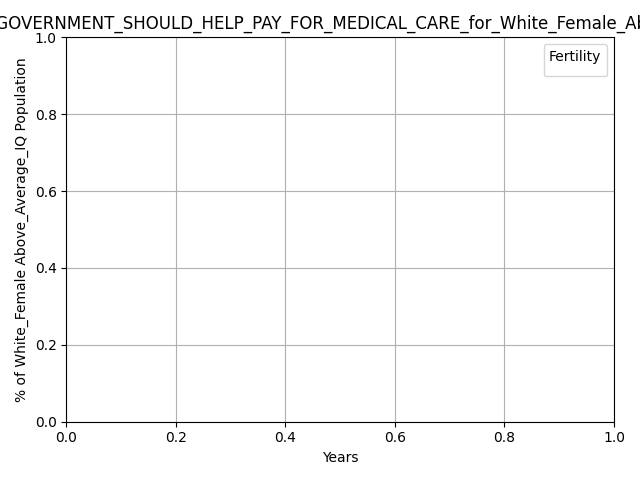 GOVERNMENT_SHOULD_HELP_PAY_FOR_MEDICAL_CARE_for_White_Female_Ab
Fertility
1.0
0.8
0.6
0.4
0.2
0.0
% of White_Female Above_Average_IQ Population
0.0 0.2 0.4 0.6 0.8 1.0
Years